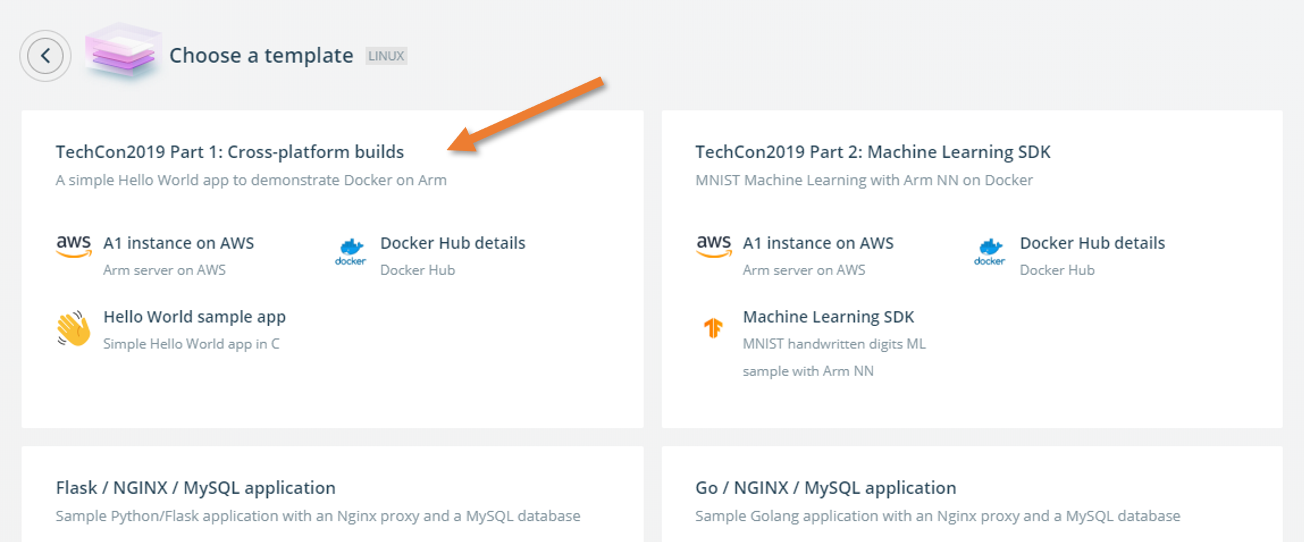 Choose a template LINUX
TechCon2019 Part 1: Cross-platform builds
A simple Hello World app to demonstrate Docker on Arm
aws A1 instance on AWS
Arm server on AWS
docker Docker Hub details
Docker Hub
Hello World sample app
Simple Hello World app in C
TechCon2019 Part 2: Machine Learning SDK
MNIST Machine Learning with Arm NN on Docker
aws A1 instance on AWS
Arm server on AWS
docker Docker Hub details
Docker Hub
Machine Learning SDK
MNIST handwritten digits ML
sample with Arm NN
Flask / NGINX / MySQL application
Sample Python/Flask application with an Nginx proxy and a MySQL database
Go / NGINX / MySQL application
Sample Golang application with an Nginx proxy and a MySQL database